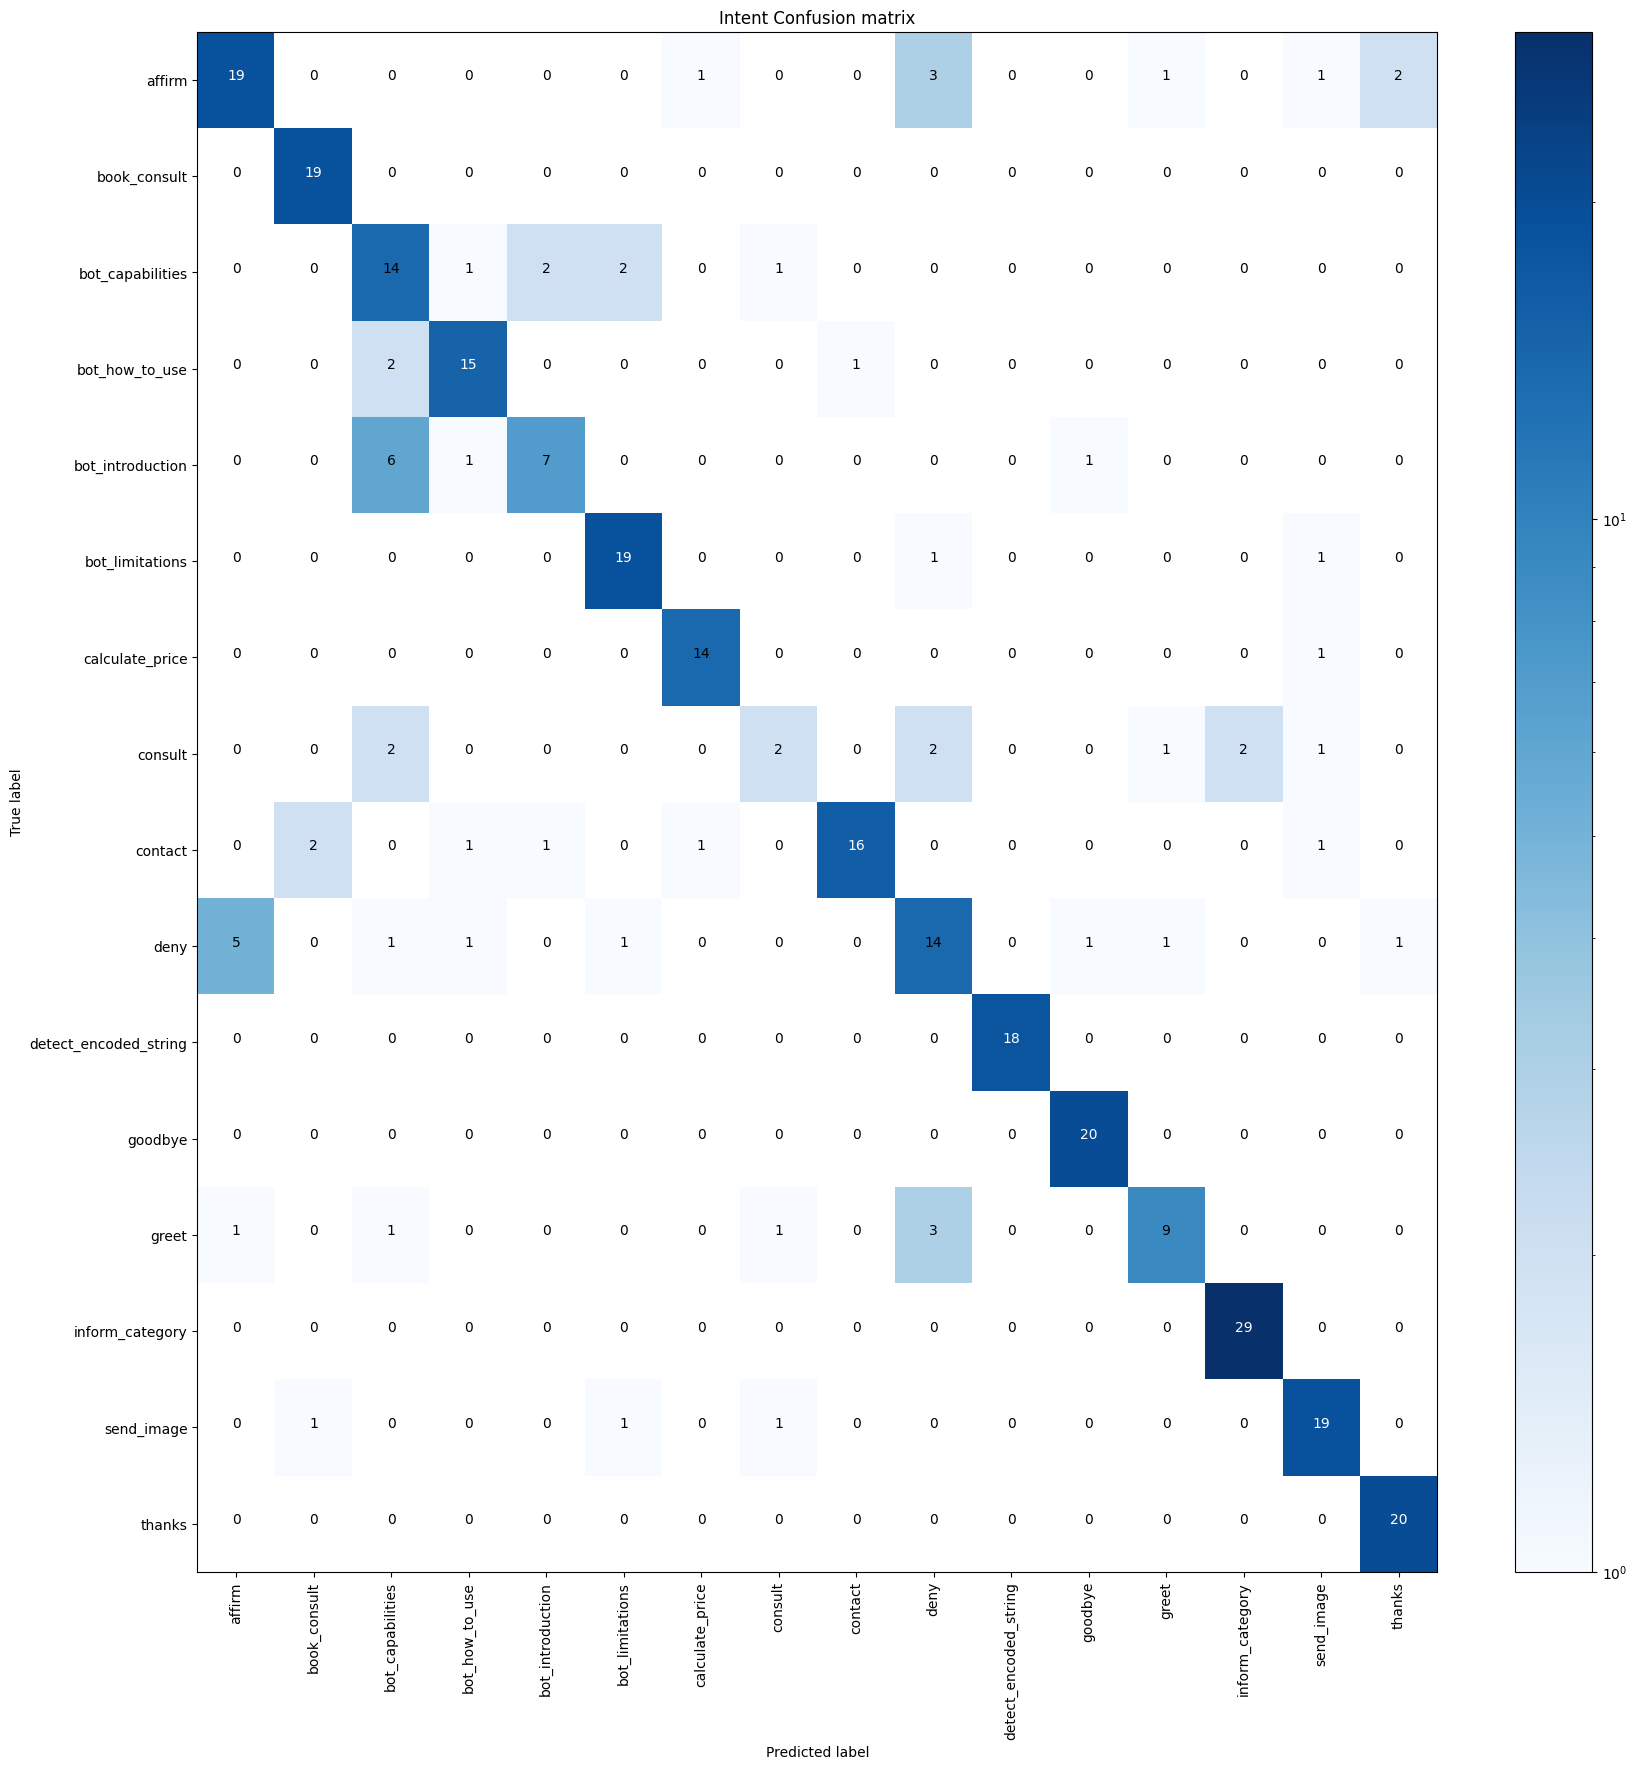 Intent Confusion matrix
affirm 19 0 0 0 0 0 1 0 0 3 0 0 1 0 1 2
book_consult 0 19 0 0 0 0 0 0 0 0 0 0 0 0 0 0
bot_capabilities 0 0 14 1 2 2 0 1 0 0 0 0 0 0 0 0
bot_how_to_use 0 0 2 15 0 0 0 0 1 0 0 0 0 0 0 0
bot_introduction 0 0 6 1 7 0 0 0 0 0 0 1 0 0 0 0
bot_limitations 0 0 0 0 0 19 0 0 0 1 0 0 0 0 1 0
calculate_price 0 0 0 0 0 0 14 0 0 0 0 0 0 0 1 0
consult 0 0 2 0 0 0 0 2 0 2 0 0 1 2 1 0
contact 0 2 0 1 1 0 1 0 16 0 0 0 0 0 1 0
deny 5 0 1 1 0 1 0 0 0 14 0 1 1 0 0 1
detect_encoded_string 0 0 0 0 0 0 0 0 0 0 18 0 0 0 0 0
goodbye 0 0 0 0 0 0 0 0 0 0 0 20 0 0 0 0
greet 1 0 1 0 0 0 0 1 0 3 0 0 9 0 0 0
inform_category 0 0 0 0 0 0 0 0 0 0 0 0 0 29 0 0
send_image 0 1 0 0 0 1 0 1 0 0 0 0 0 0 19 0
thanks 0 0 0 0 0 0 0 0 0 0 0 0 0 0 0 20
True label
affirm
book_consult
bot_capabilities
bot_how_to_use
bot_introduction
bot_limitations
calculate_price
consult
contact
deny
detect_encoded_string
goodbye
greet
inform_category
send_image
thanks
Predicted label
10¹
10⁰